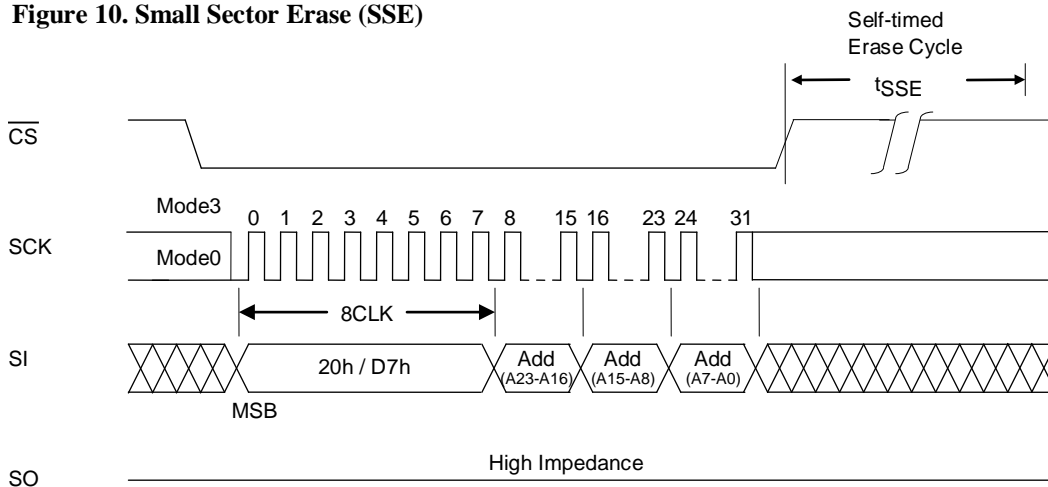 Figure 10. Small Sector Erase (SSE)
Self-timed
Erase Cycle
tSSE
CS
Mode3
0 1 2 3 4 5 6 7 8 15 16 23 24 31
SCK
Mode0
8CLK
SI
20h / D7h
Add
(A23-A16)
Add
(A15-A8)
Add
(A7-A0)
MSB
High Impedance
SO